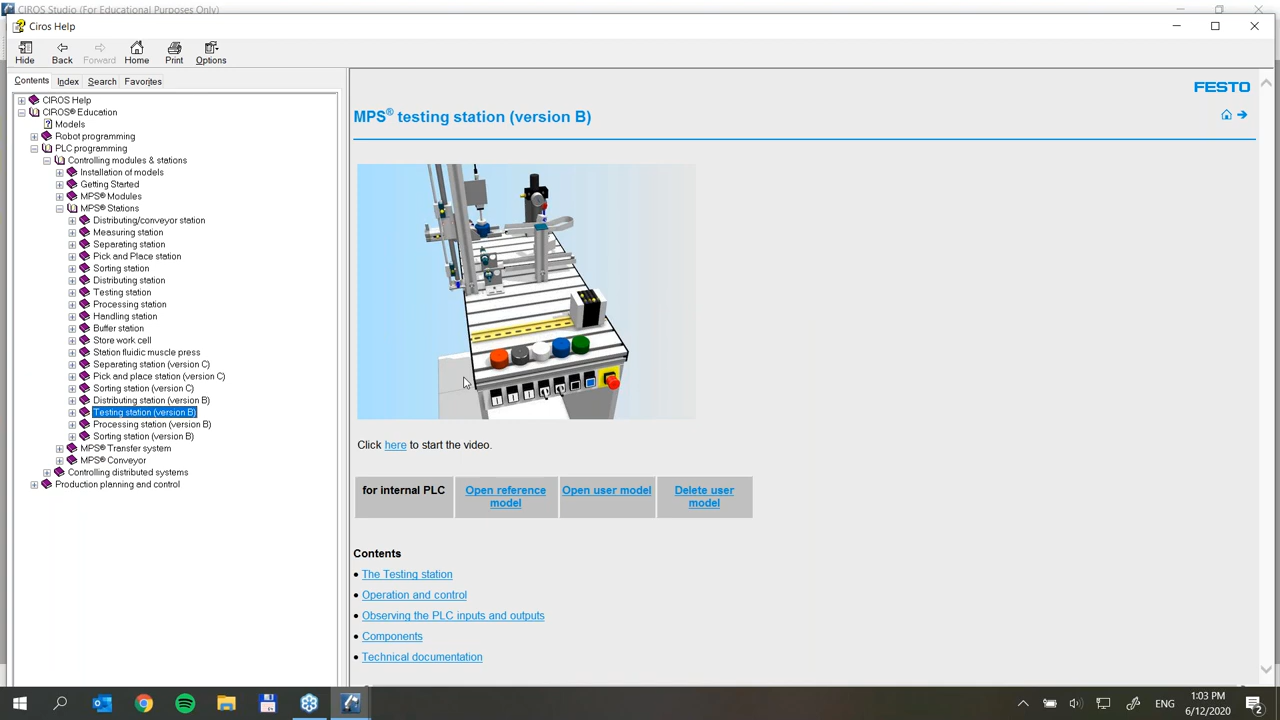 CIROS Studio (For Educational Purposes Only)
Ciros Help
Hide Back Forward Home Print Options
Contents Index Search Favorites
CIROS Help
CIROS® Education
Models
Robot programming
PLC programming
Controlling modules & stations
Installation of models
Getting Started
MPS® Modules
MPS® Stations
Distributing/conveyor station
Measuring station
Separating station
Pick and Place station
Sorting station
Distributing station
Testing station
Processing station
Handling station
Buffer station
Store work cell
Station fluidic muscle press
Separating station (version C)
Pick and place station (version C)
Sorting station (version C)
Distributing station (version B)
Testing station (version B)
Processing station (version B)
Sorting station (version B)
MPS® Transfer system
MPS® Conveyor
Controlling distributed systems
Production planning and control
FESTO
MPS® testing station (version B)
Click here to start the video.
for internal PLC
Open reference
model
Open user model
Delete user
model
Contents
• The Testing station
• Operation and control
• Observing the PLC inputs and outputs
• Components
• Technical documentation
ENG
1:03 PM
6/12/2020
2